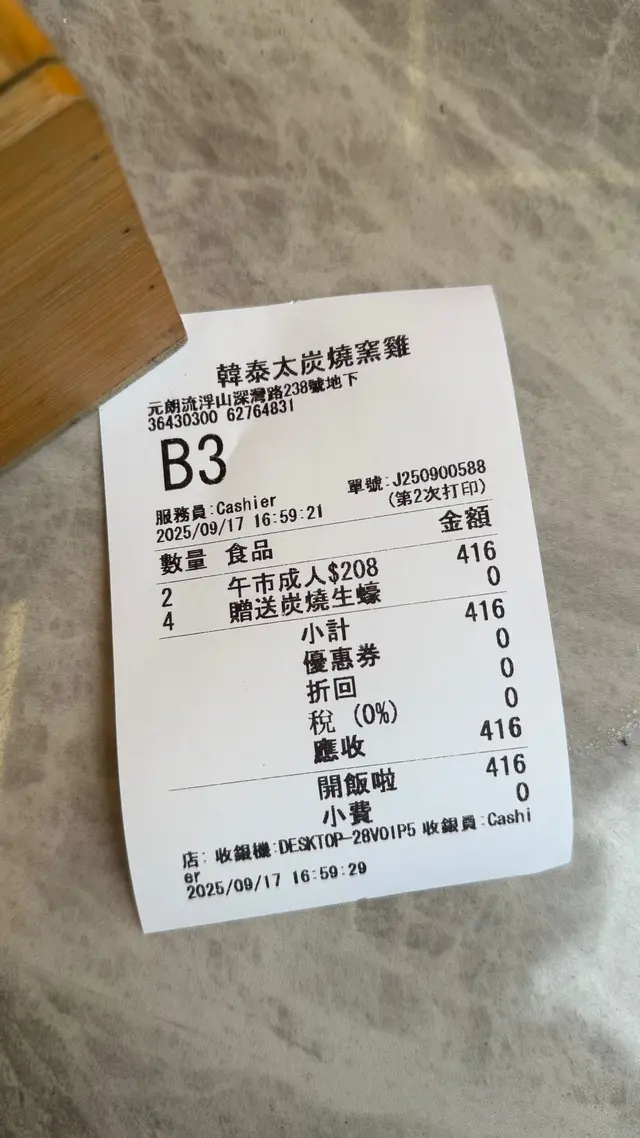 韓泰太炭燒窯雞
元朗流浮山深灣路238號地下
36430300 62764831
B3
單號:J250900588
服務員:Cashier (第2次打印)
2025/09/17 16:59:21
數量 食品 金額
2 午市成人$208 416
4 贈送炭燒生蠔 0
小計 416
優惠券 0
折回 0
稅 (0%) 0
應收 416
開飯啦 416
小費 0
店: 收銀機:DESKTOP-28VOIP5 收銀員:Cashi
er
2025/09/17 16:59:29